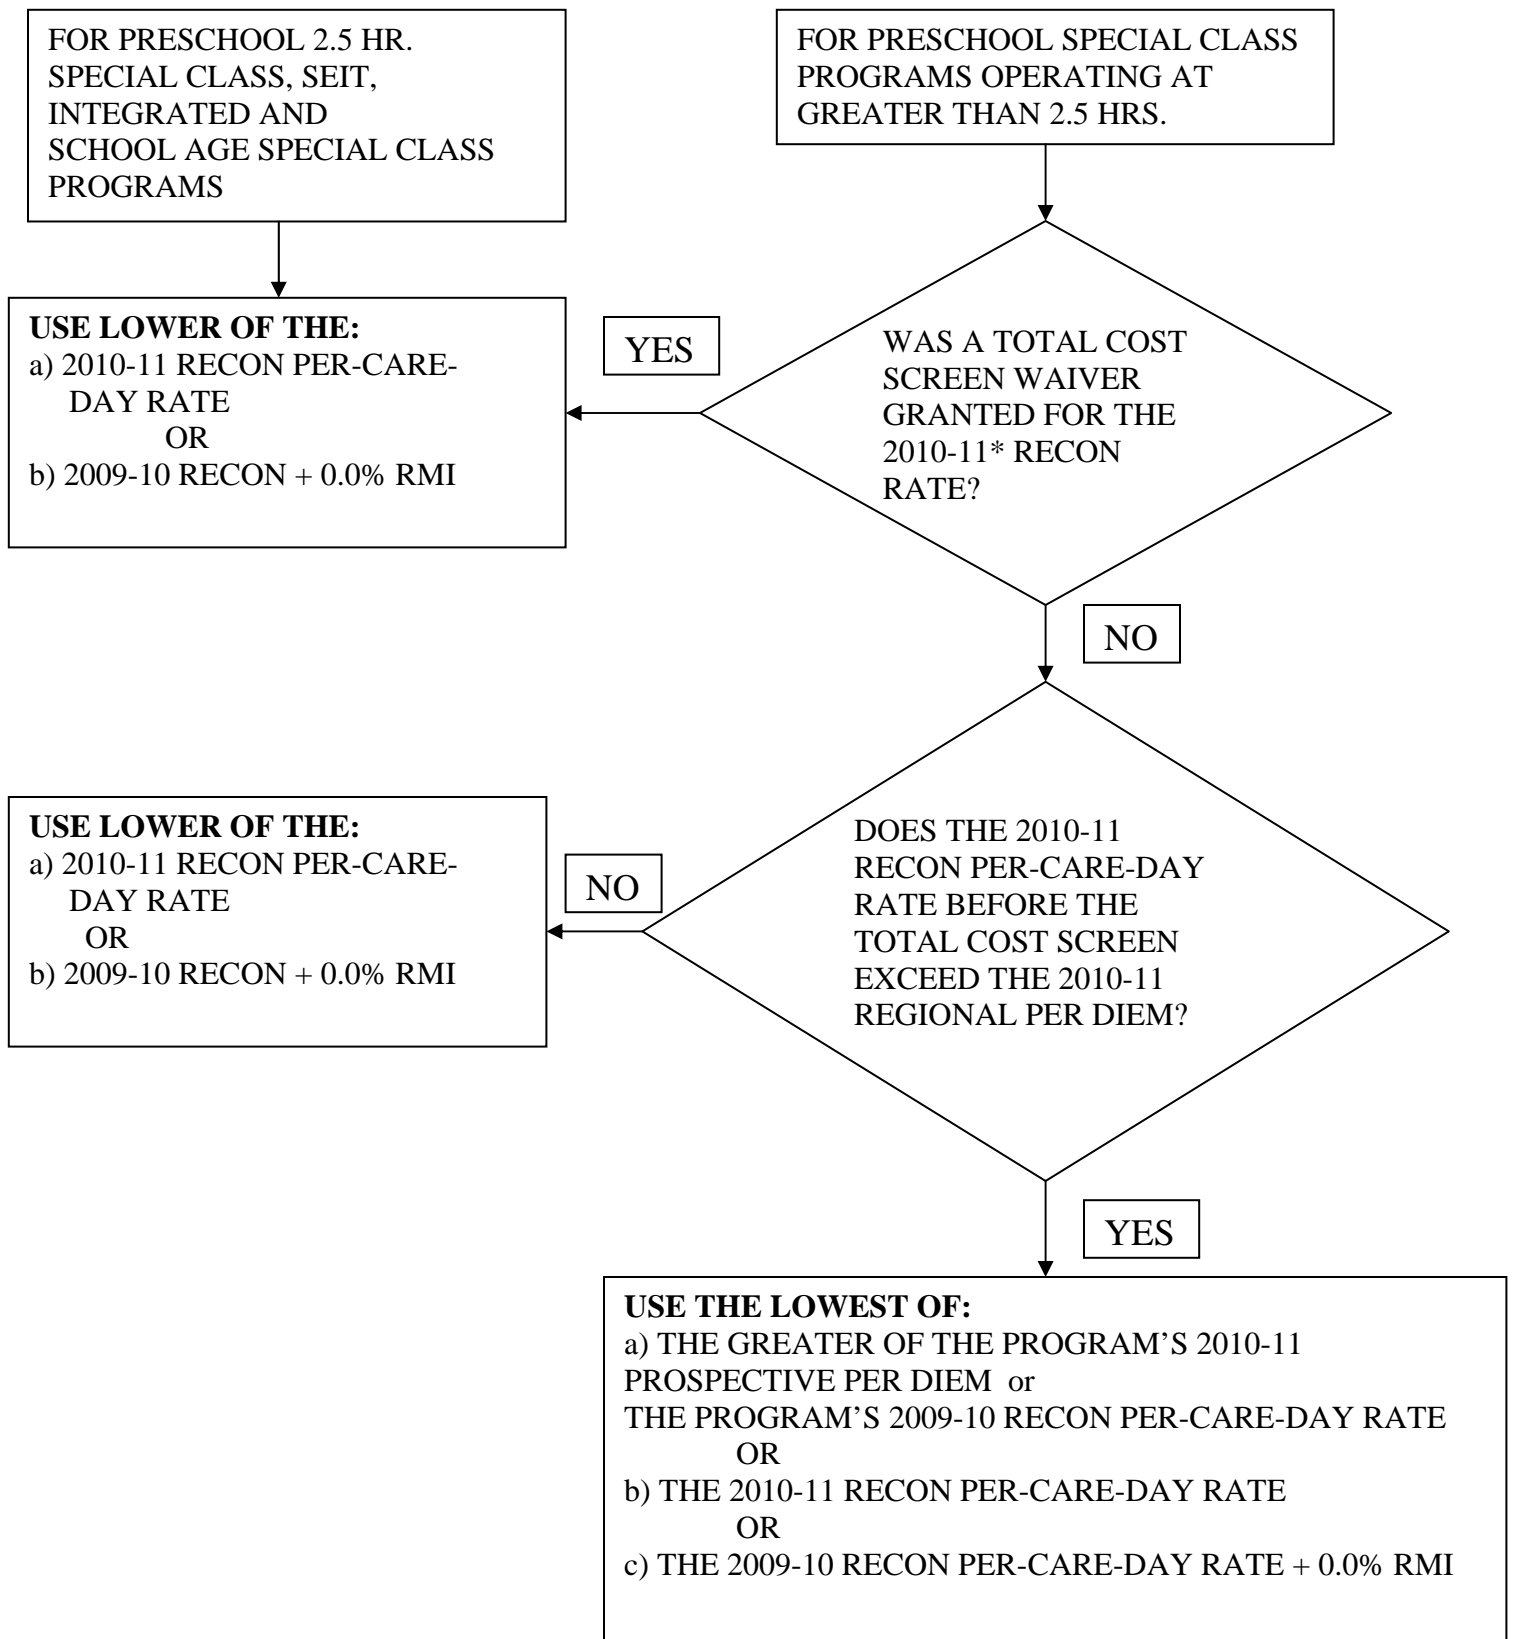 FOR PRESCHOOL 2.5 HR.
SPECIAL CLASS, SEIT,
INTEGRATED AND
SCHOOL AGE SPECIAL CLASS
PROGRAMS
FOR PRESCHOOL SPECIAL CLASS
PROGRAMS OPERATING AT
GREATER THAN 2.5 HRS.
USE LOWER OF THE:
a) 2010-11 RECON PER-CARE-
DAY RATE
OR
b) 2009-10 RECON + 0.0% RMI
YES
WAS A TOTAL COST
SCREEN WAIVER
GRANTED FOR THE
2010-11* RECON
RATE?
NO
USE LOWER OF THE:
a) 2010-11 RECON PER-CARE-
DAY RATE
OR
b) 2009-10 RECON + 0.0% RMI
NO
DOES THE 2010-11
RECON PER-CARE-DAY
RATE BEFORE THE
TOTAL COST SCREEN
EXCEED THE 2010-11
REGIONAL PER DIEM?
YES
USE THE LOWEST OF:
a) THE GREATER OF THE PROGRAM’S 2010-11
PROSPECTIVE PER DIEM or
THE PROGRAM’S 2009-10 RECON PER-CARE-DAY RATE
OR
b) THE 2010-11 RECON PER-CARE-DAY RATE
OR
c) THE 2009-10 RECON PER-CARE-DAY RATE + 0.0% RMI